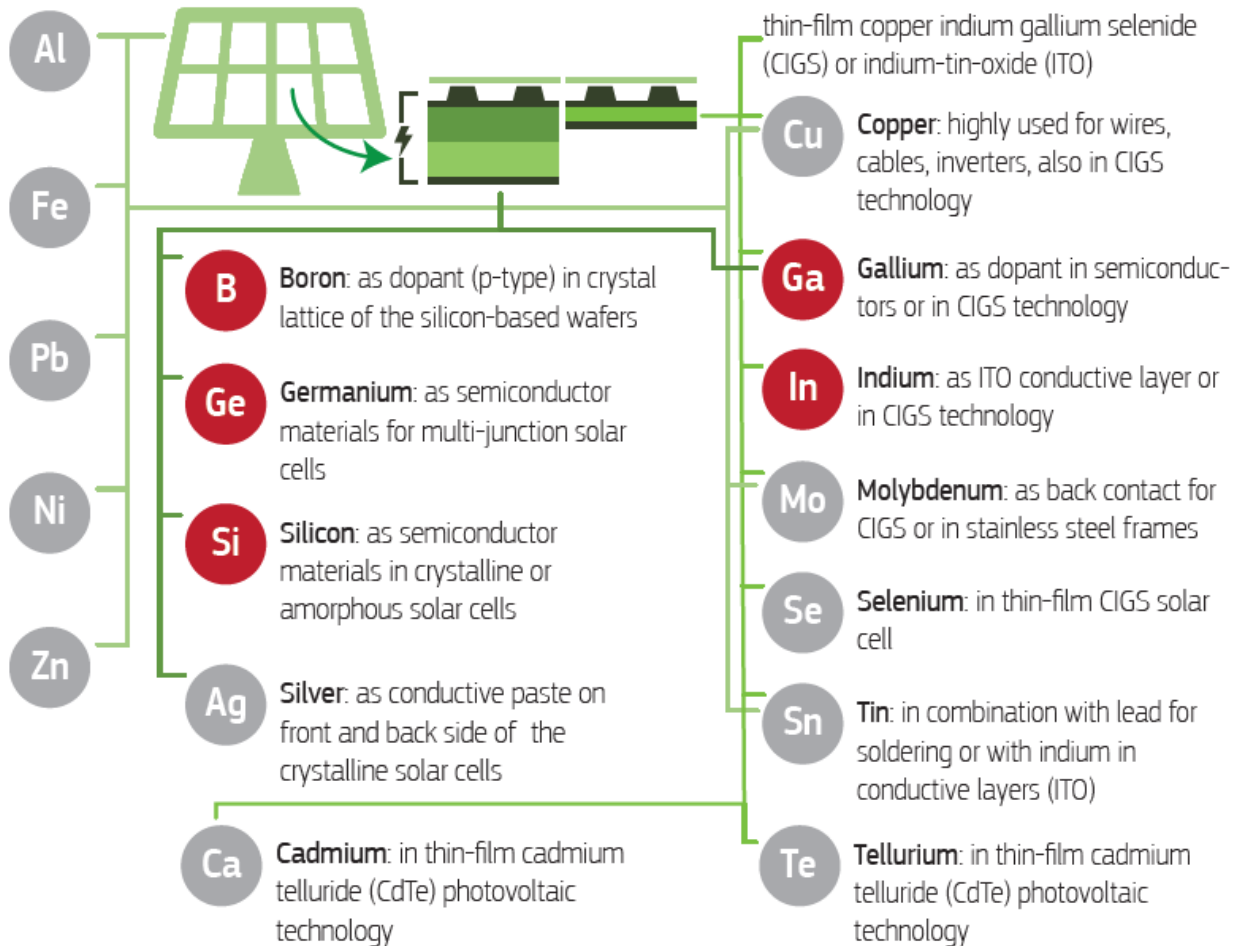 Al
Fe
Pb
Ni
Zn
B
Boron: as dopant (p-type) in crystal
lattice of the silicon-based wafers
Ge
Germanium: as semiconductor
materials for multi-junction solar
cells
Si
Silicon: as semiconductor
materials in crystalline or
amorphous solar cells
Ag
Silver: as conductive paste on
front and back side of the
crystalline solar cells
Ca
Cadmium: in thin-film cadmium
telluride (CdTe) photovoltaic
technology
thin-film copper indium gallium selenide
(CIGS) or indium-tin-oxide (ITO)
Cu
Copper: highly used for wires,
cables, inverters, also in CIGS
technology
Ga
Gallium: as dopant in semiconduc-
tors or in CIGS technology
In
Indium: as ITO conductive layer or
in CIGS technology
Mo
Molybdenum: as back contact for
CIGS or in stainless steel frames
Se
Selenium: in thin-film CIGS solar
cell
Sn
Tin: in combination with lead for
soldering or with indium in
conductive layers (ITO)
Te
Tellurium: in thin-film cadmium
telluride (CdTe) photovoltaic
technology